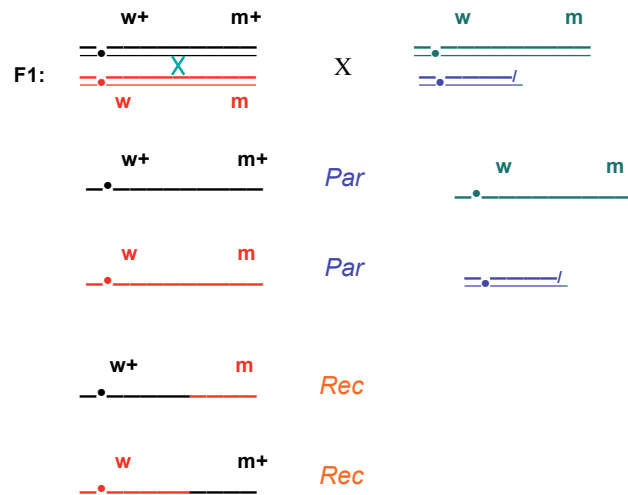 w+ m+ w m
F1: X X
w m
w+ m+ Par w m
w m Par
w+ m Rec
w m+ Rec